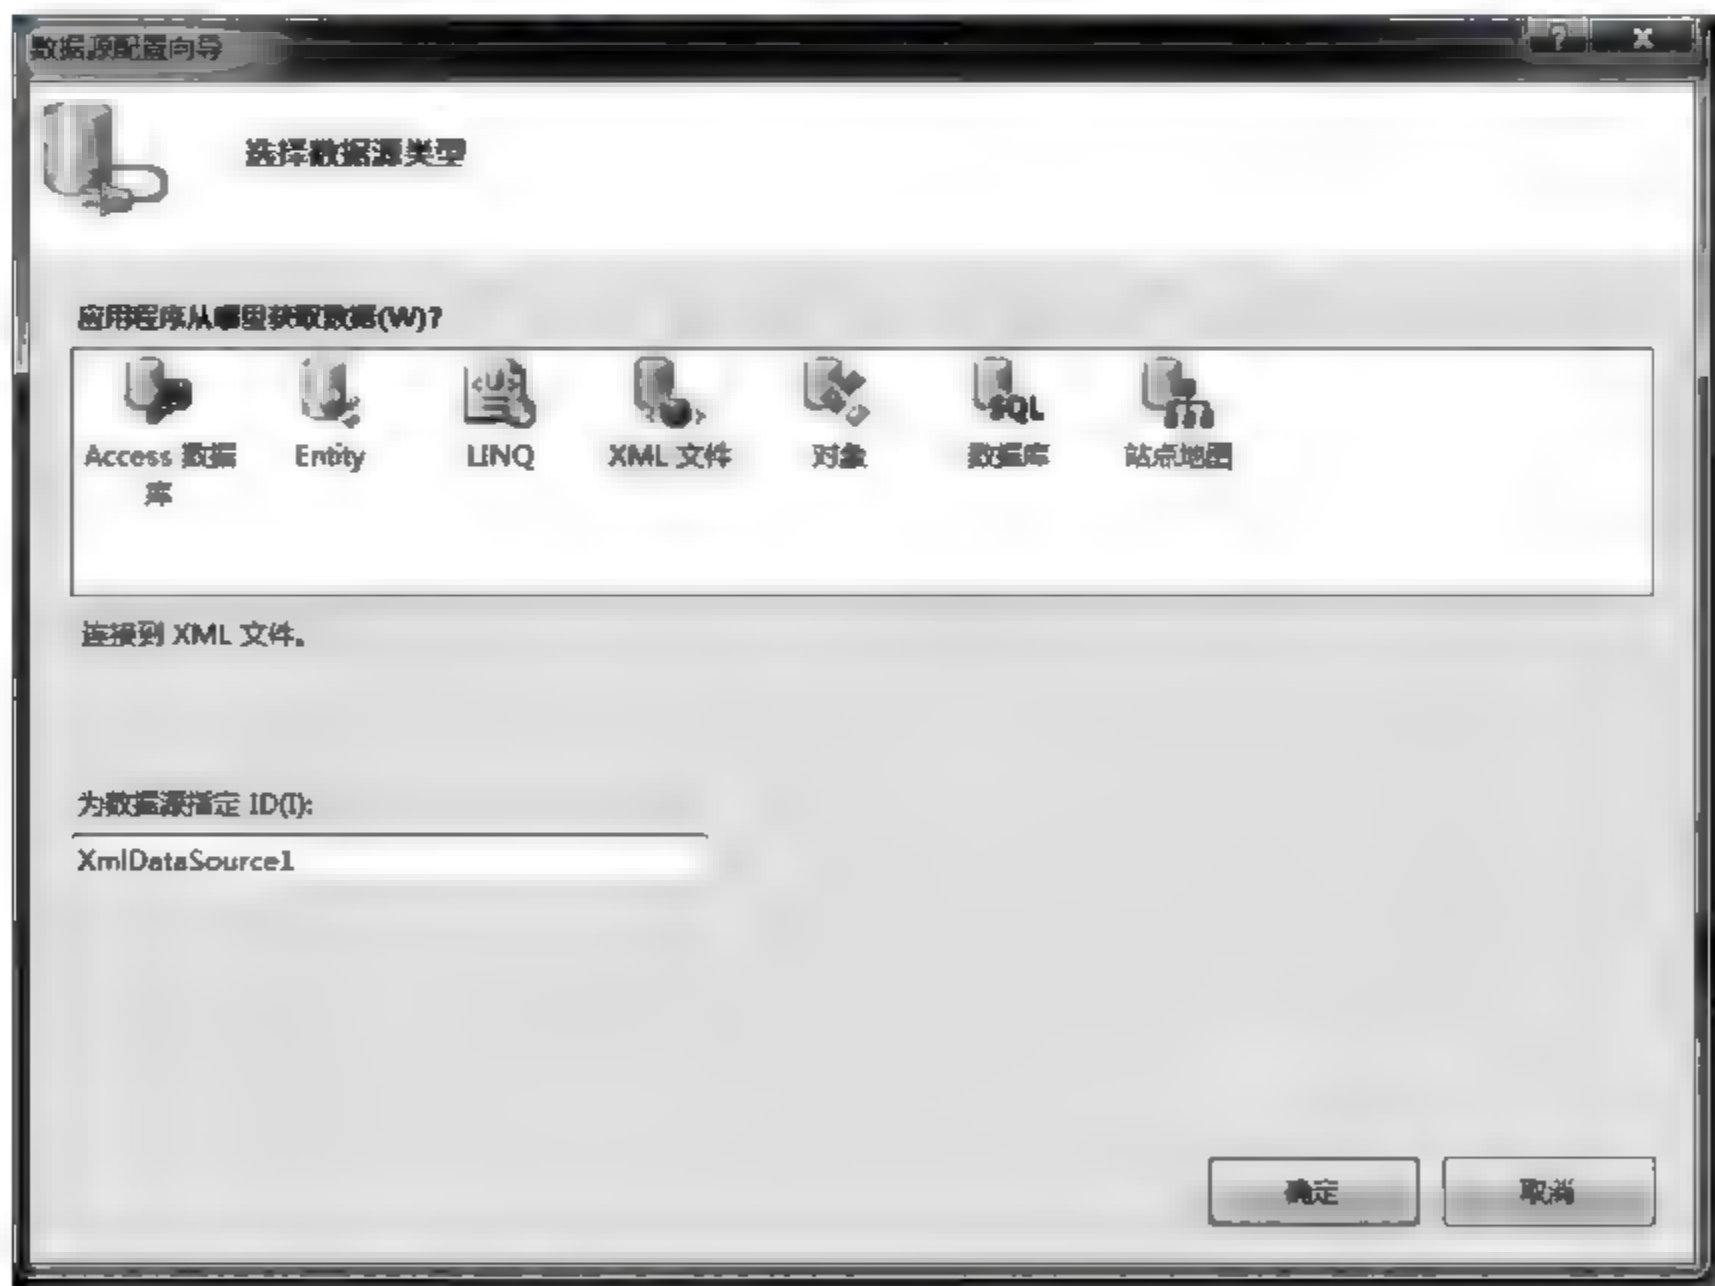 数据源配置向导
选择数据源类型
应用程序从哪里获取数据(W)?
Access 数据库
Entity
LINQ
XML 文件
对象
SQL
数据库
站点地图
连接到 XML 文件。
为数据源指定 ID(I):
XmlDataSource1
确定
取消